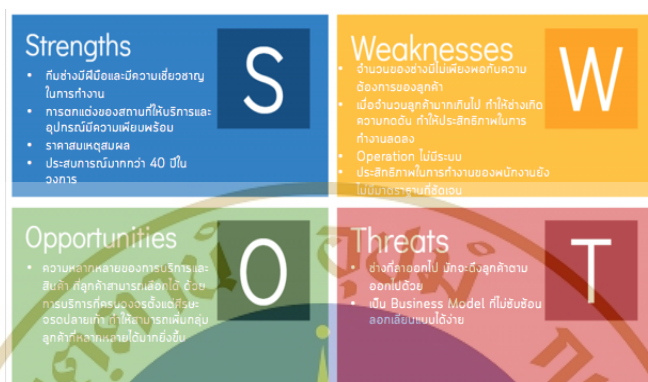 Strengths
S
• ทีมช่างมีฝีมือและมีความเชี่ยวชาญ
ในการทำงาน
• การตกแต่งของสถานที่ให้บริการและ
อุปกรณ์มีความเพียบพร้อม
• ราคาสมเหตุสมผล
• ประสบการณ์มากกว่า 40 ปีใน
วงการ
Weaknesses
W
• จำนวนของช่างมีไม่เพียงพอกับความ
ต้องการของลูกค้า
• เมื่อจำนวนลูกค้ามากเกินไป ทำให้ช่างเกิด
ความกดดัน ทำให้ประสิทธิภาพในการ
ทำงานลดลง
• Operation ไม่มีระบบ
• ประสิทธิภาพในการทำงานของพนักงานยัง
ไม่มีมาตราฐานที่ชัดเจน
Opportunities
O
• ความหลากหลายของการบริการและ
สินค้า ที่ลูกค้าสามารถเลือกได้ ด้วย
การบริการที่ครบวงจรตั้งแต่ศีรษะ
จรดปลายเท้า ทำให้สามารถเพิ่มกลุ่ม
ลูกค้าที่หลากหลายได้มากยิ่งขึ้น
Threats
T
• ช่างที่ลาออกไป มักจะดึงลูกค้าตาม
ออกไปด้วย
• เป็น Business Model ที่ไม่ซับซ้อน
ลอกเลียนแบบได้ง่าย